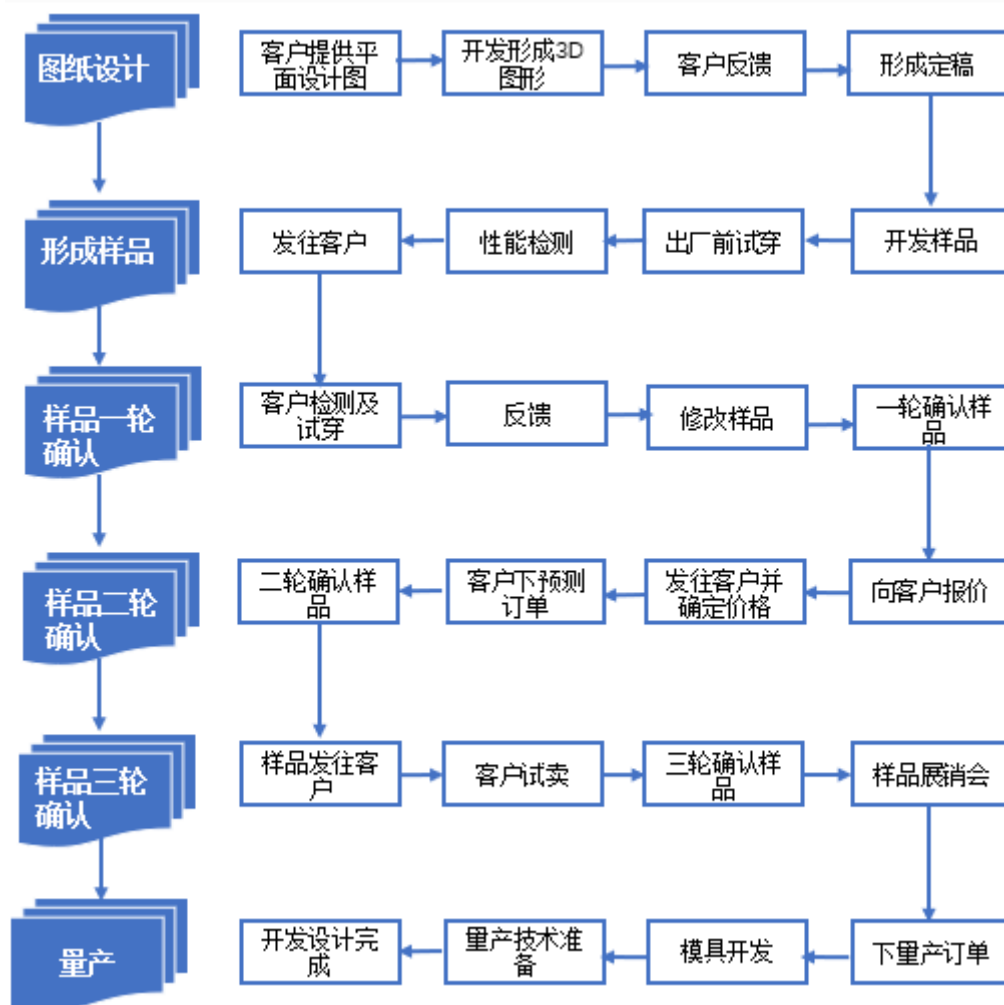 图纸设计
客户提供平
面设计图
开发形成3D
图形
客户反馈
形成定稿
形成样品
发往客户
性能检测
出厂前试穿
开发样品
样品一轮
确认
客户检测及
试穿
反馈
修改样品
一轮确认样
品
样品二轮
确认
二轮确认样
品
客户下预测
订单
发往客户并
确定价格
向客户报价
样品三轮
确认
样品发往客
户
客户试卖
三轮确认样
品
样品展销会
量产
开发设计完
成
量产技术准
备
模具开发
下量产订单